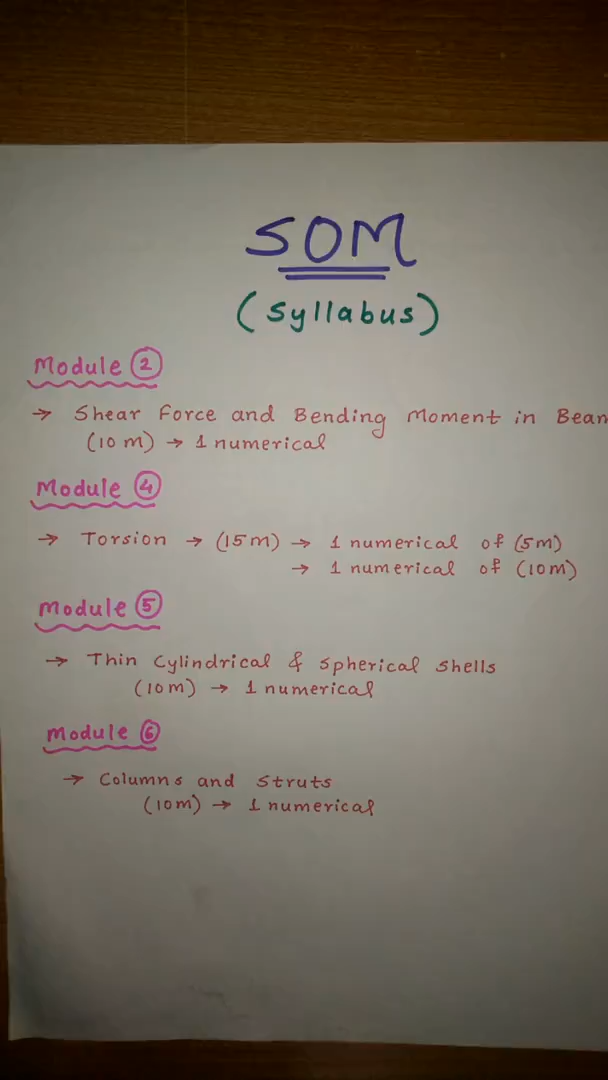 SOM
(Syllabus)
Module ②
→ Shear Force and Bending Moment in Beam
(10 m) → 1 numerical
Module ④
→ Torsion → (15m) → 1 numerical of (5m)
→ 1 numerical of (10m)
Module ⑤
→ Thin Cylindrical & Spherical Shells
(10m) → 1 numerical
Module ⑥
→ Columns and Struts
(10m) → 1 numerical